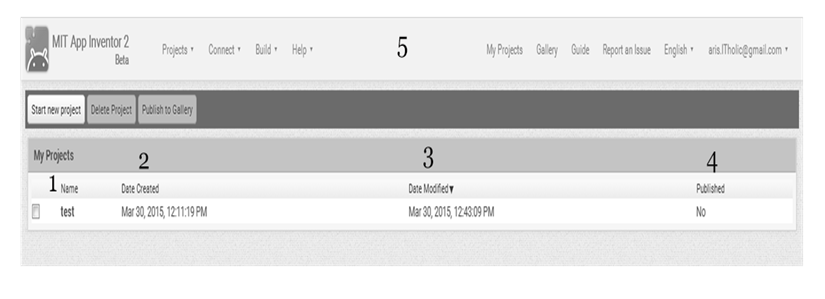 MIT App Inventor 2
Beta
Projects ▾ Connect ▾ Build ▾ Help ▾ 5 My Projects Gallery Guide Report an Issue English ▾ aris.lTholic@gmail.com ▾
Start new project Delete Project Publish to Gallery
My Projects 2 3 4
1 Name Date Created Date Modified▼ Published
test Mar 30, 2015, 12:11:19 PM Mar 30, 2015, 12:43:09 PM No